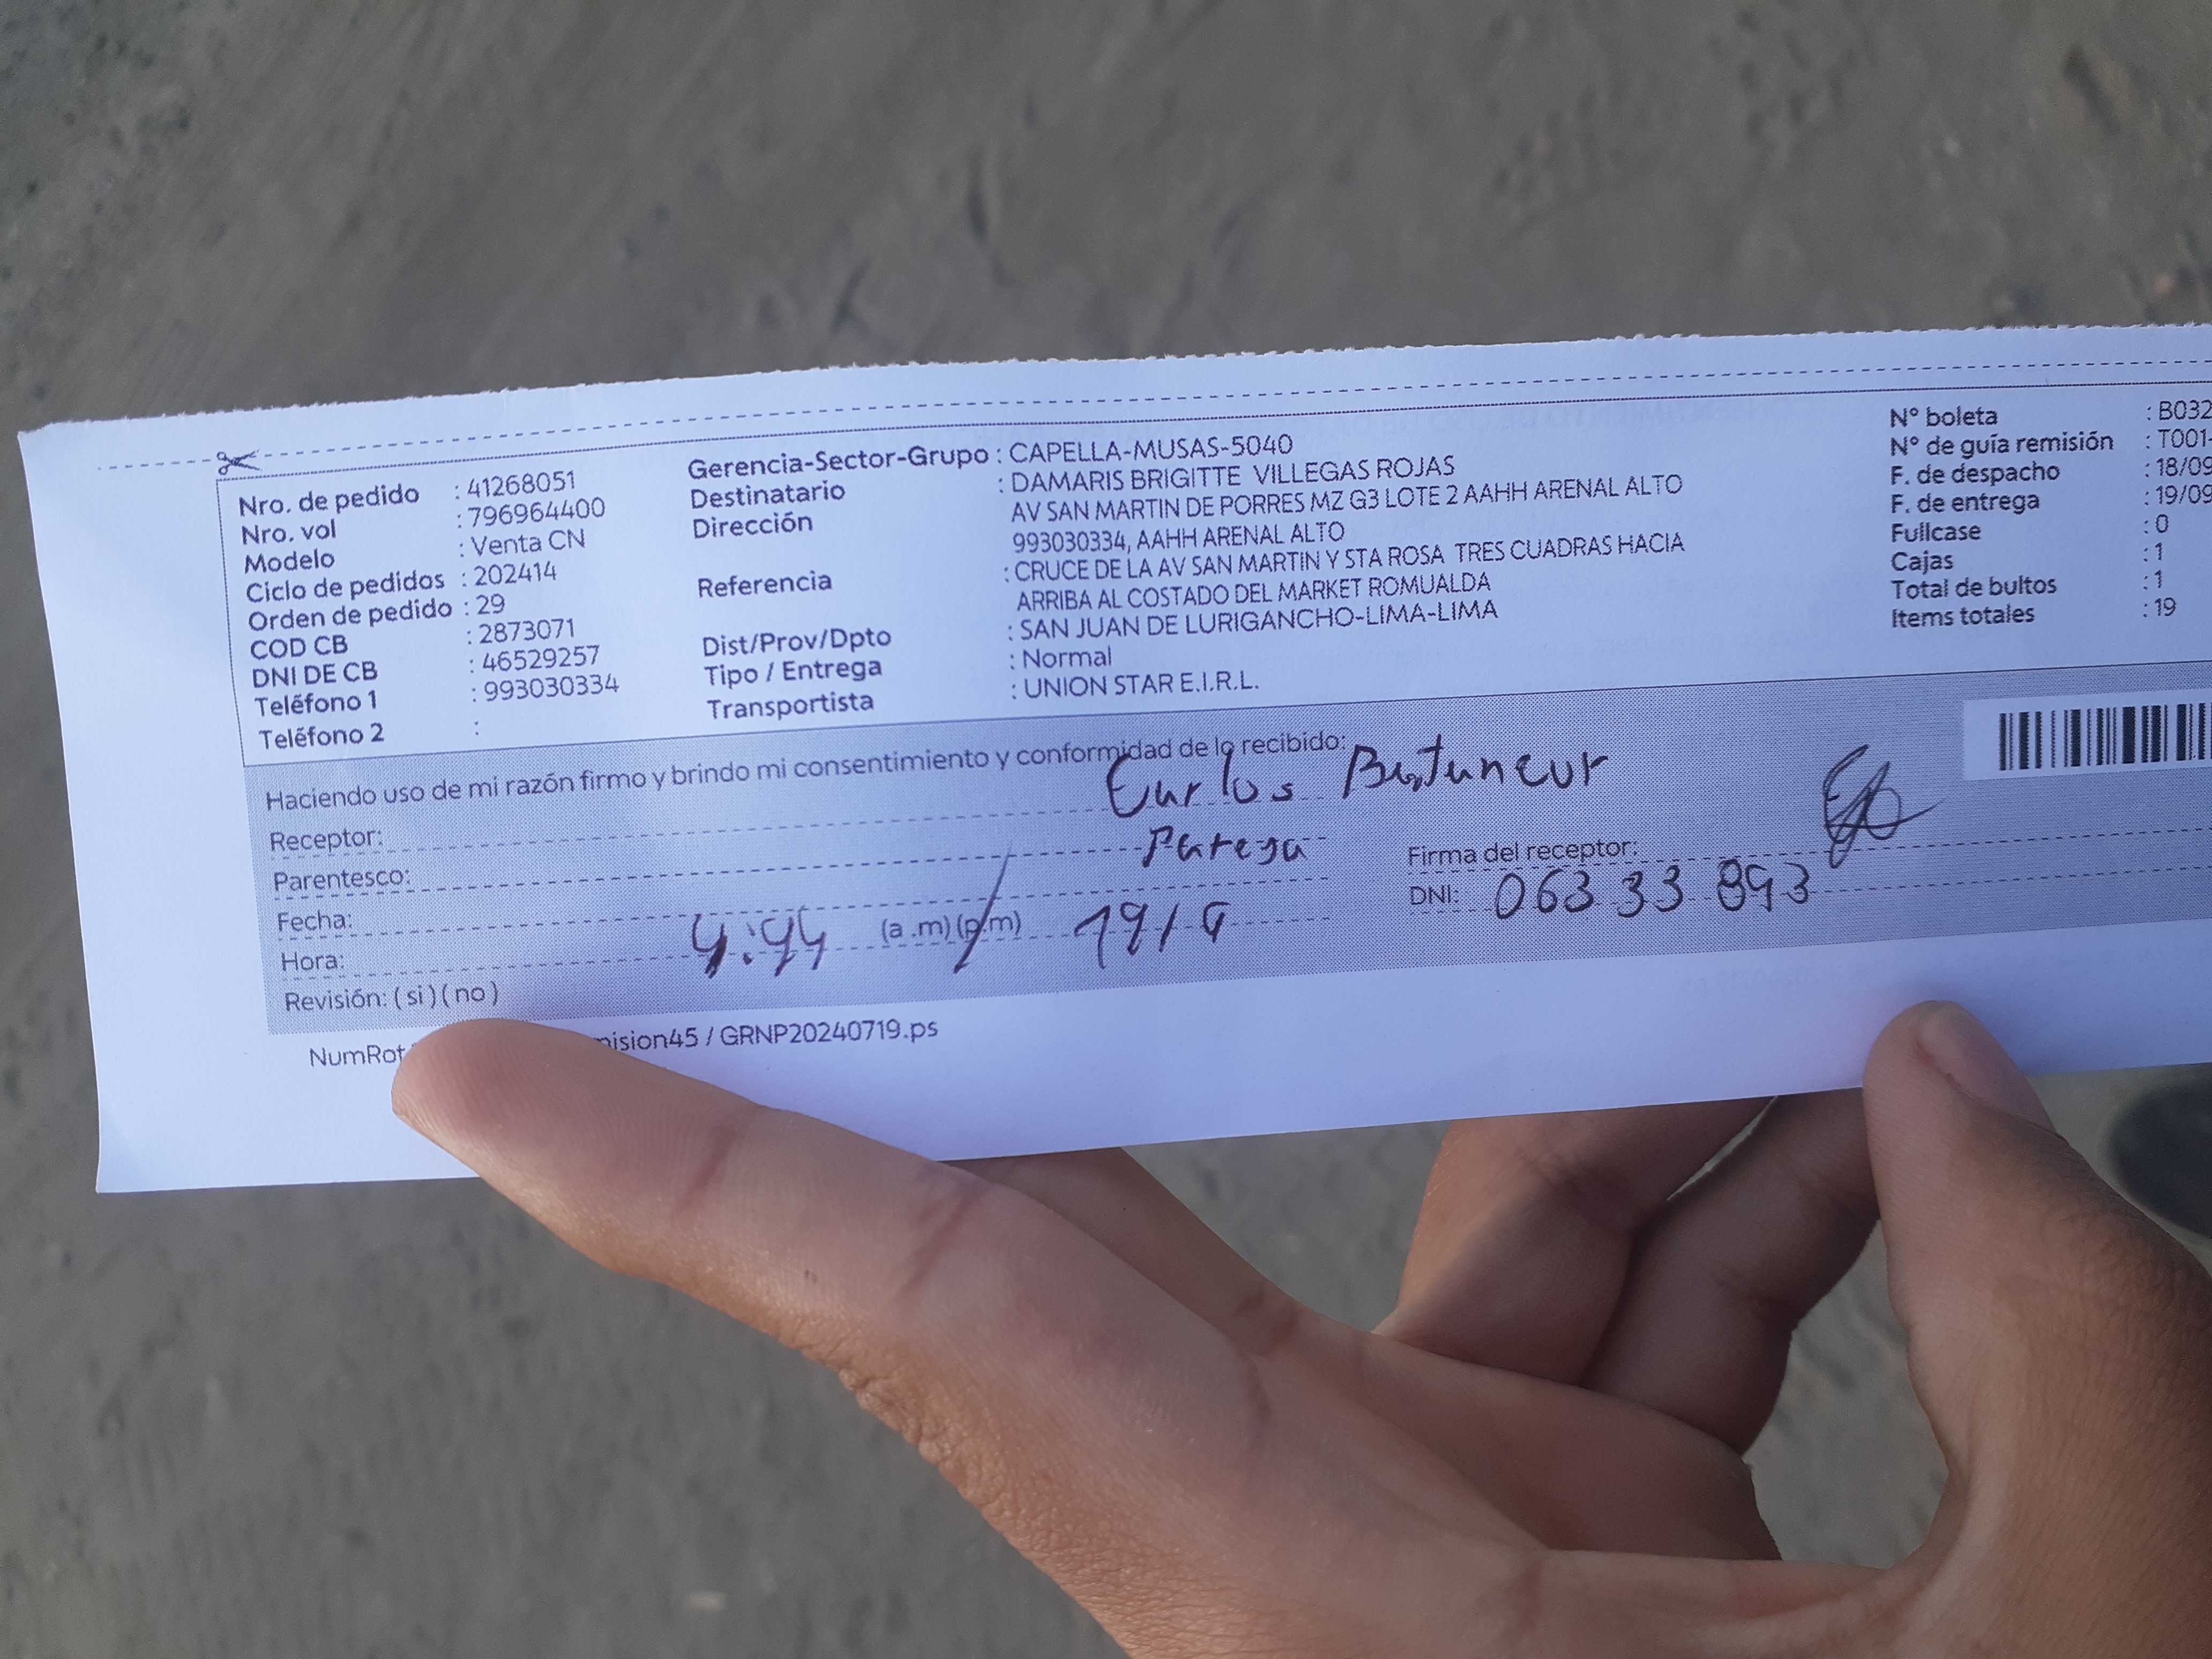 Nro. de pedido : 41268051
Nro. vol : 796964400
Modelo : Venta CN
Ciclo de pedidos : 202414
Orden de pedido : 29
COD CB : 2873071
DNI DE CB : 46529257
Teléfono 1 : 993030334
Teléfono 2 :
Gerencia-Sector-Grupo : CAPELLA-MUSAS-5040
Destinatario : DAMARIS BRIGITTE VILLEGAS ROJAS
Dirección AV SAN MARTIN DE PORRES MZ G3 LOTE 2 AAHH ARENAL ALTO
993030334, AAHH ARENAL ALTO
Referencia : CRUCE DE LA AV SAN MARTIN Y STA ROSA TRES CUADRAS HACIA
ARRIBA AL COSTADO DEL MARKET ROMUALDA
Dist/Prov/Dpto : SAN JUAN DE LURIGANCHO-LIMA-LIMA
Tipo / Entrega : Normal
Transportista : UNION STAR E.I.R.L.
N° boleta : B032
N° de guía remisión : T001-
F. de despacho : 18/09
F. de entrega : 19/09
Fullcase : 0
Cajas : 1
Total de bultos : 1
Items totales : 19
Haciendo uso de mi razón firmo y brindo mi consentimiento y conformidad de lo recibido:
Receptor: Carlos
Parentesco: Pareja
Fecha:
Hora: (a.m) (p.m) 19/9
Revisión: (si) (no)
Firma del receptor:
DNI: 06333893
NumRot mision45 / GRNP20240719.ps